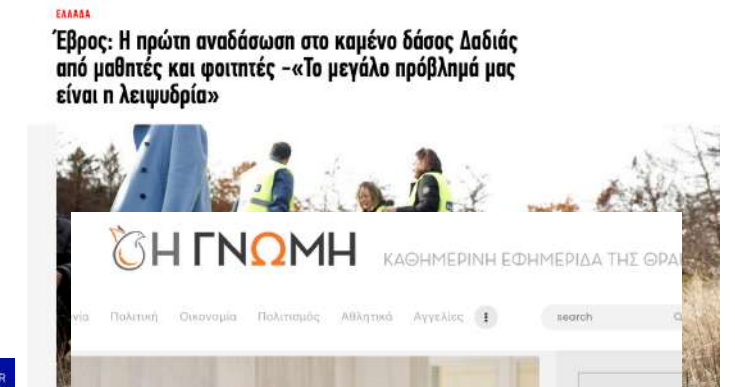 ΕΛΛΑΔΑ
Έβρος: Η πρώτη αναδάσωση στο καμένο δάσος Δαδιάς
από μαθητές και φοιτητές -«Το μεγάλο πρόβλημά μας
είναι η λειψυδρία»
Η ΓΝΩΜΗ
ΚΑΘΗΜΕΡΙΝΗ ΕΦΗΜΕΡΙΔΑ ΤΗΣ
Πολιτική Οικονομία Πολιτισμός Αθλητικά Αγγελίες search